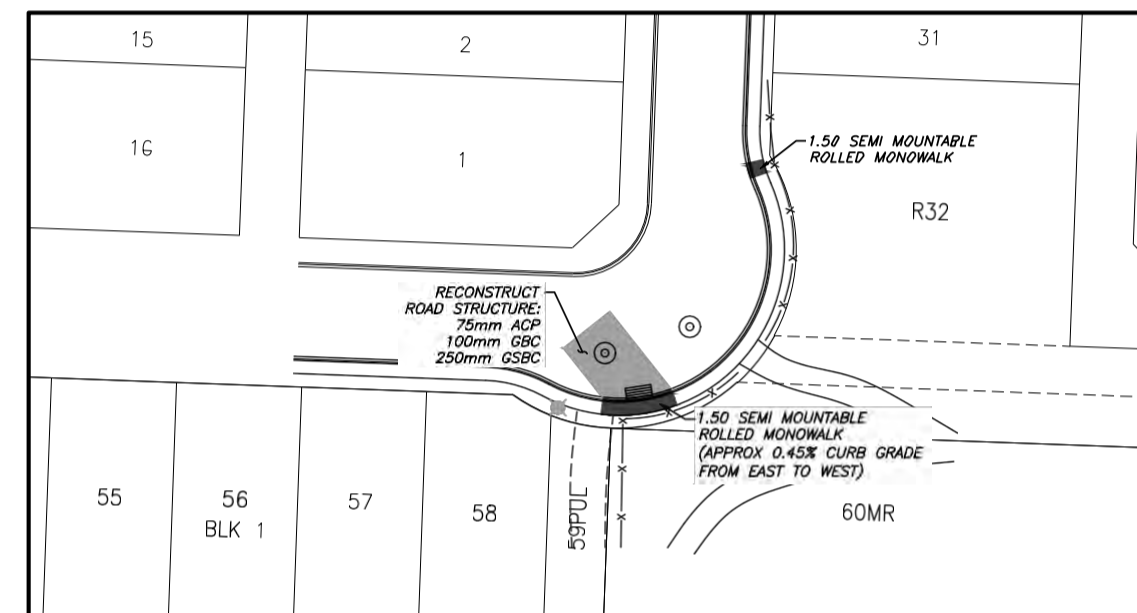 15
2
31
16
1
1.50 SEMI MOUNTABLE
ROLLED MONOWALK
R32
RECONSTRUCT
ROAD STRUCTURE:
75mm ACP
100mm GBC
250mm GSBC
1.50 SEMI MOUNTABLE
ROLLED MONOWALK
(APPROX 0.45% CURB GRADE
FROM EAST TO WEST)
55
56
BLK 1
57
58
59PUL
60MR